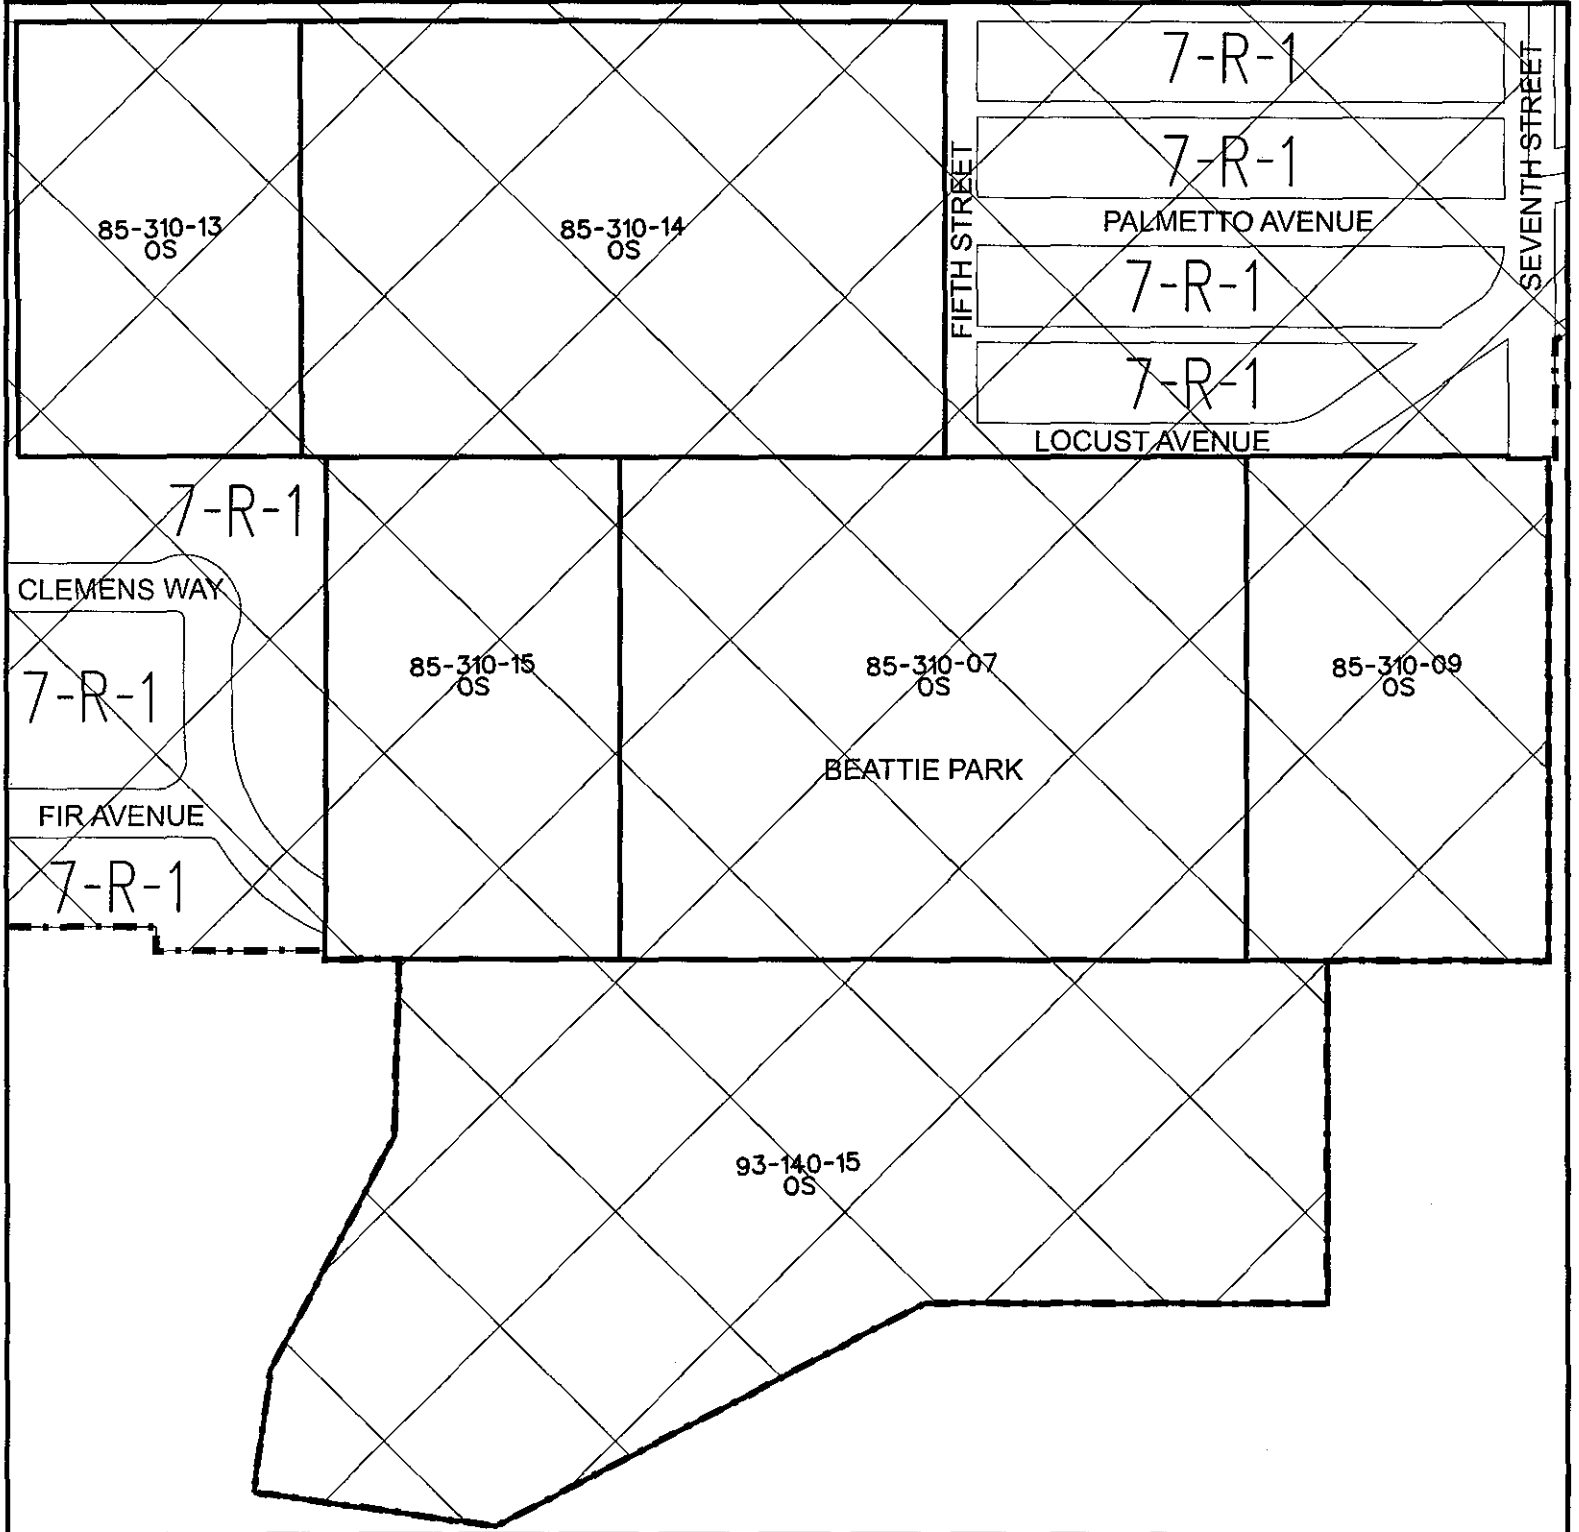 7-R-1
7-R-1
PALMETTO AVENUE
7-R-1
7-R-1
LOCUST AVENUE
FIFTH STREET
SEVENTH STREET
85-310-13
OS
85-310-14
OS
7-R-1
CLEMENS WAY
7-R-1
FIR AVENUE
7-R-1
85-310-15
OS
85-310-07
OS
BEATTIE PARK
85-310-09
OS
93-140-15
OS